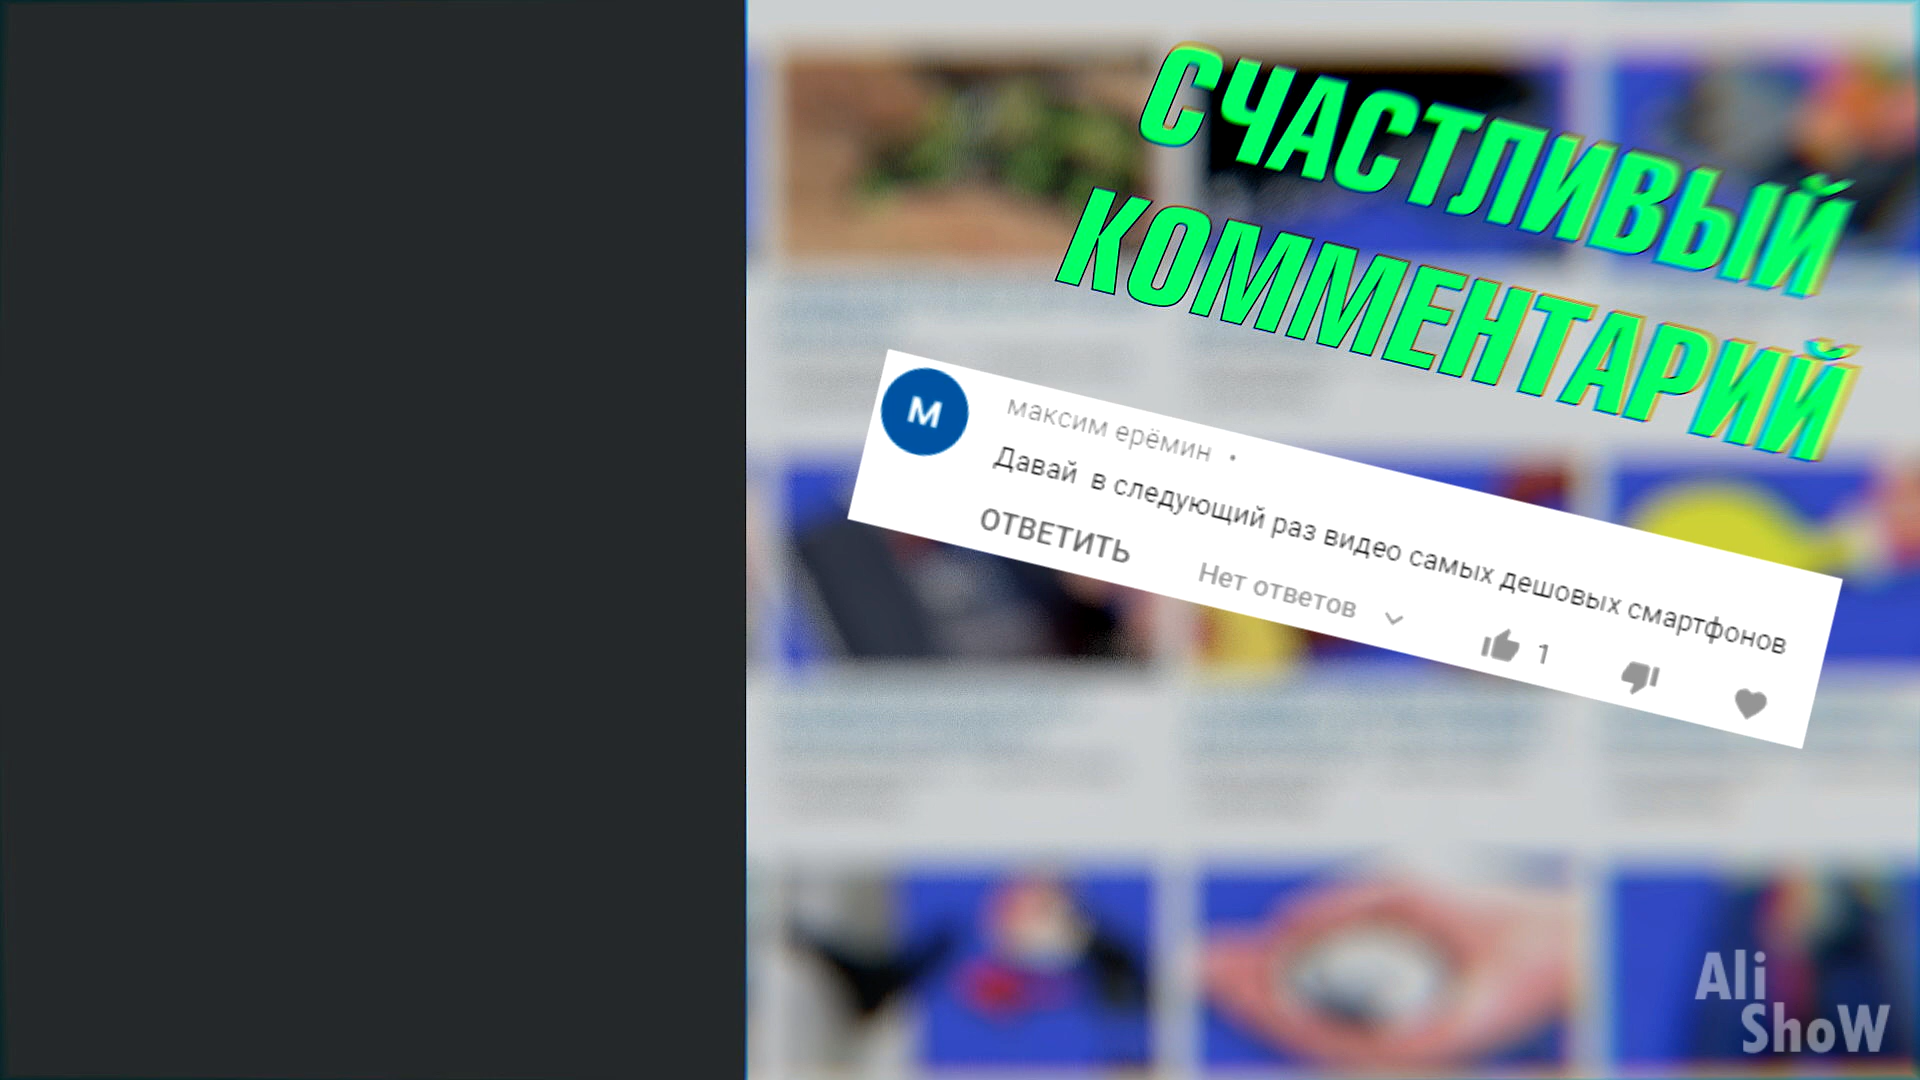 СЧАСТЛИВЫЙ
КОММЕНТАРИЙ
М
максим ерёмин •
Давай в следующий раз видео самых дешовых смартфонов
ОТВЕТИТЬ
Нет ответов
1
Ali
ShoW